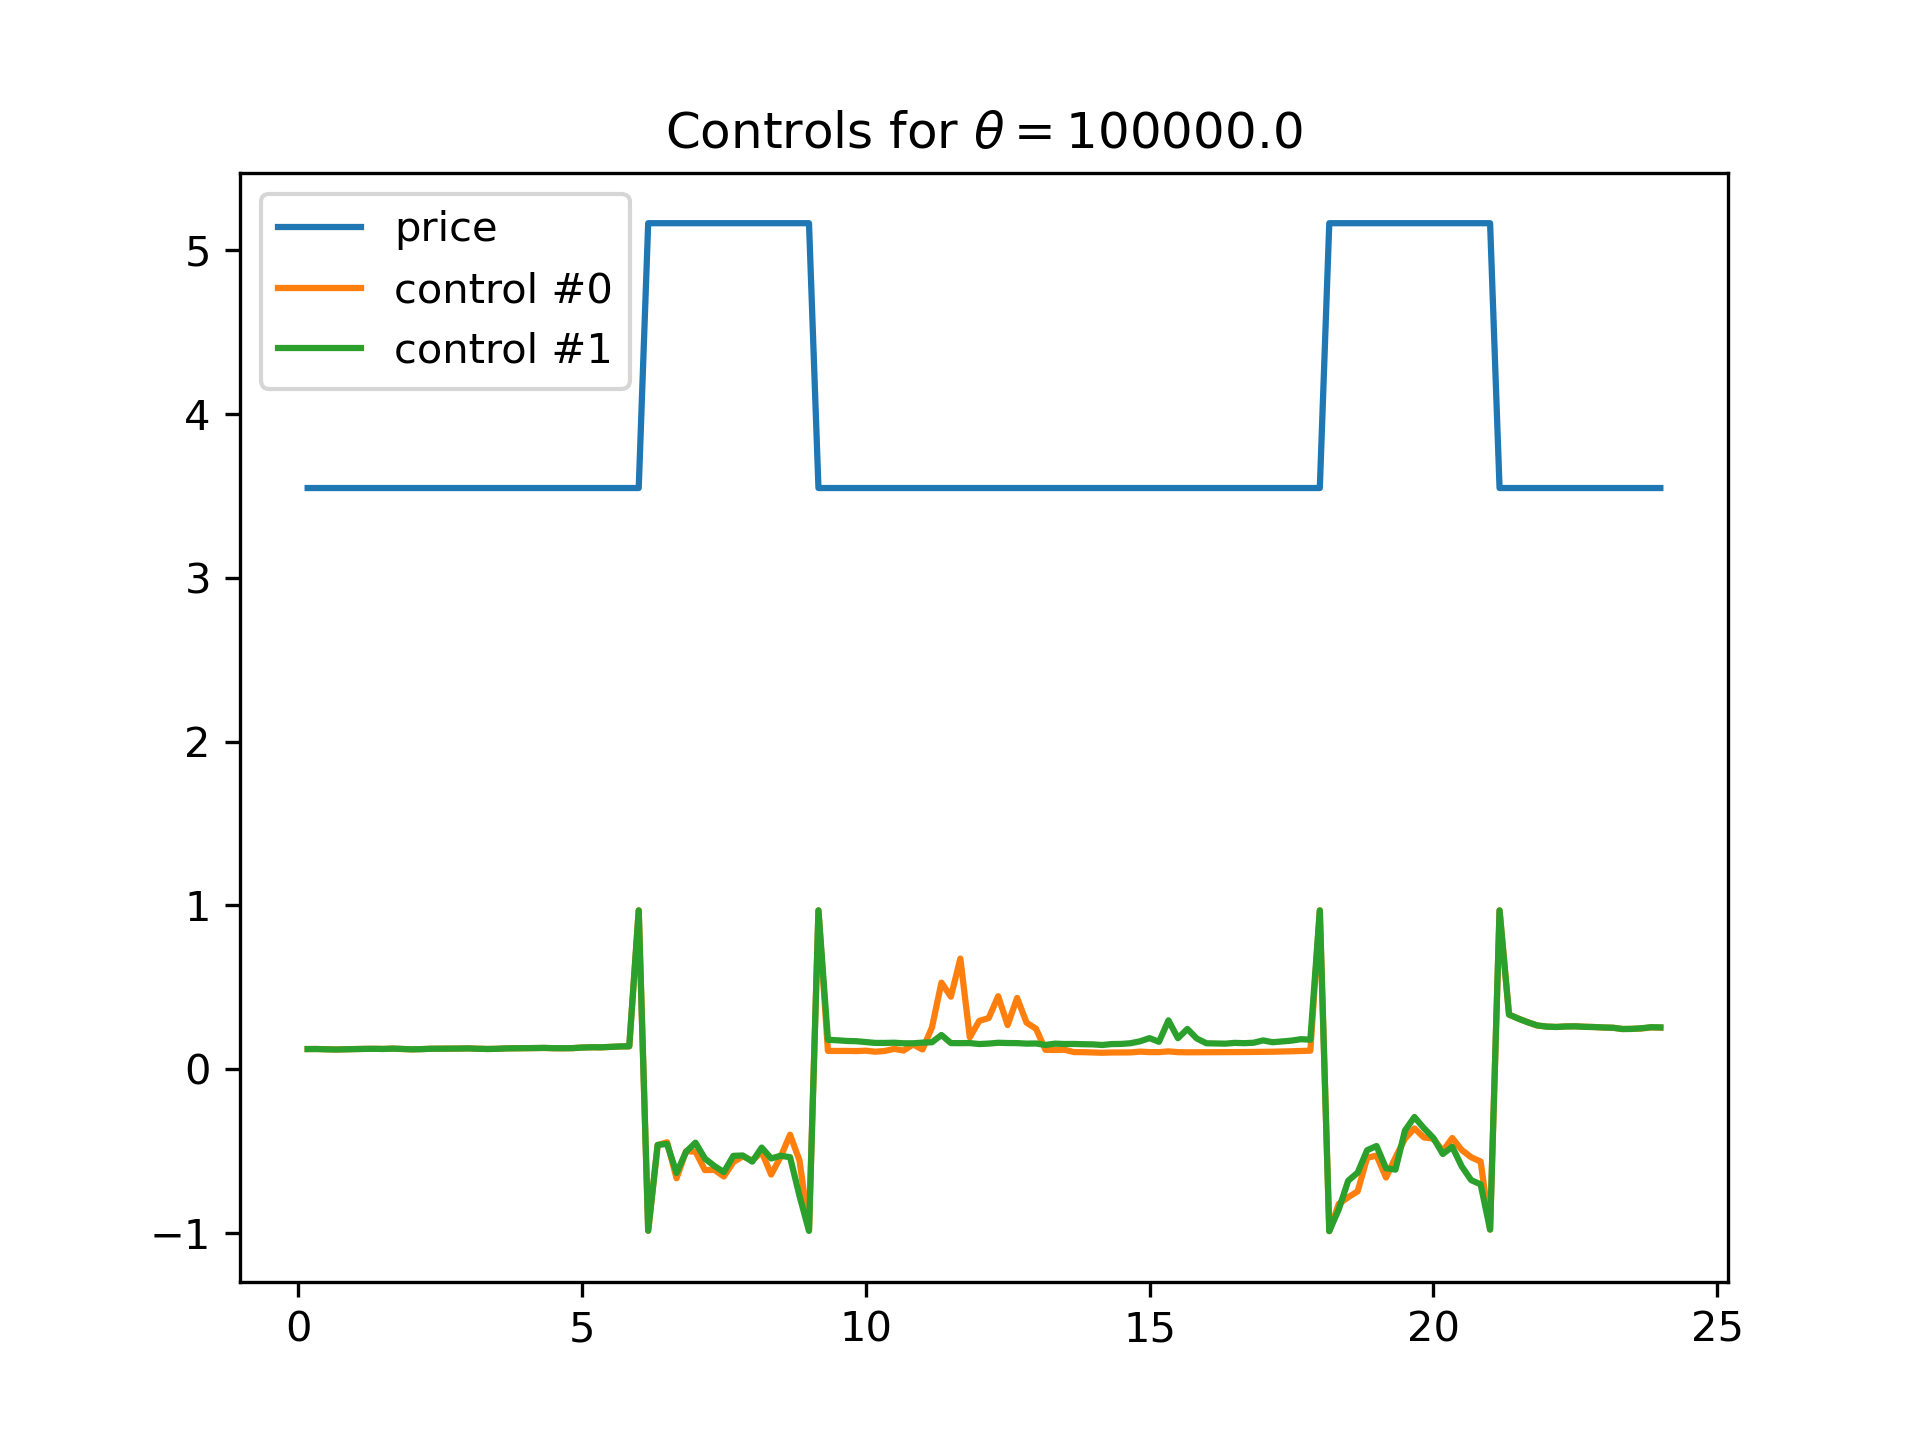 Controls for θ = 100000.0
price
control #0
control #1
5
4
3
2
1
0
−1
0 5 10 15 20 25